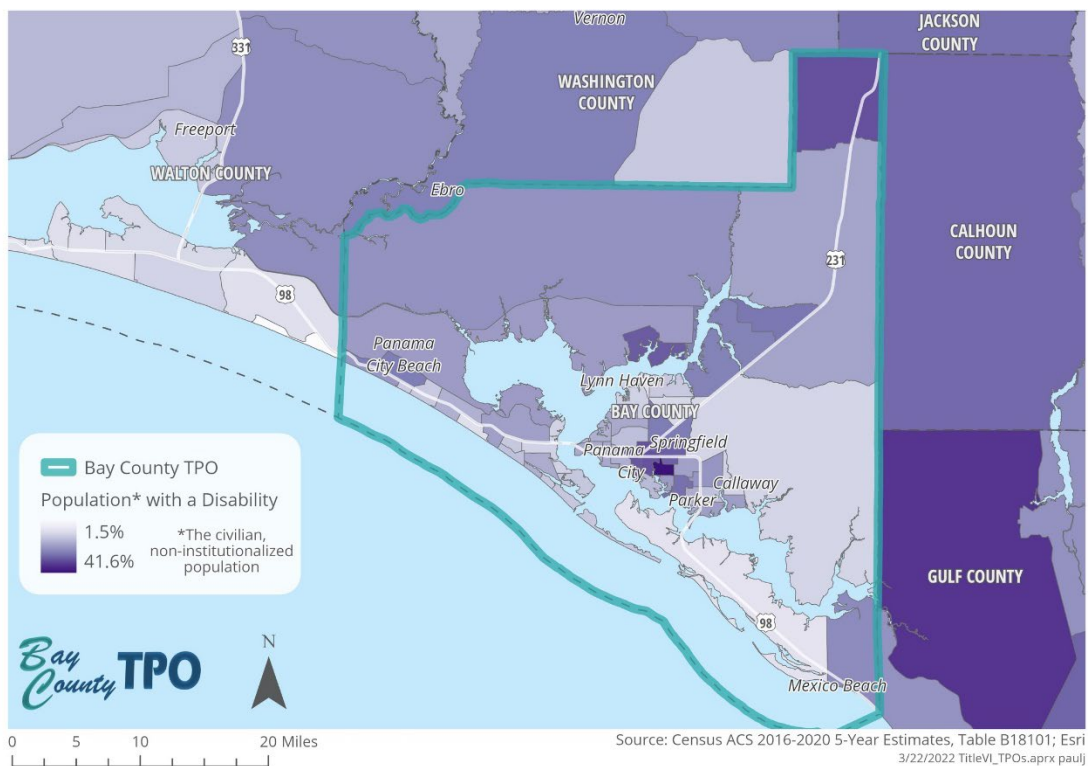 Vernon
JACKSON
COUNTY
331
WASHINGTON
COUNTY
Freeport
WALTON COUNTY
Ebro
CALHOUN
COUNTY
231
98
Panama
City Beach
Lynn Haven
BAY COUNTY
Springfield
Panama
City
Callaway
Parker
GULF COUNTY
98
Mexico Beach
Bay County TPO
Population* with a Disability
1.5%
41.6%
*The civilian,
non-institutionalized
population
Bay
County TPO
N
0 5 10 20 Miles
Source: Census ACS 2016-2020 5-Year Estimates, Table B18101; Esri
3/22/2022 TitleVI_TPOs.aprx paulj